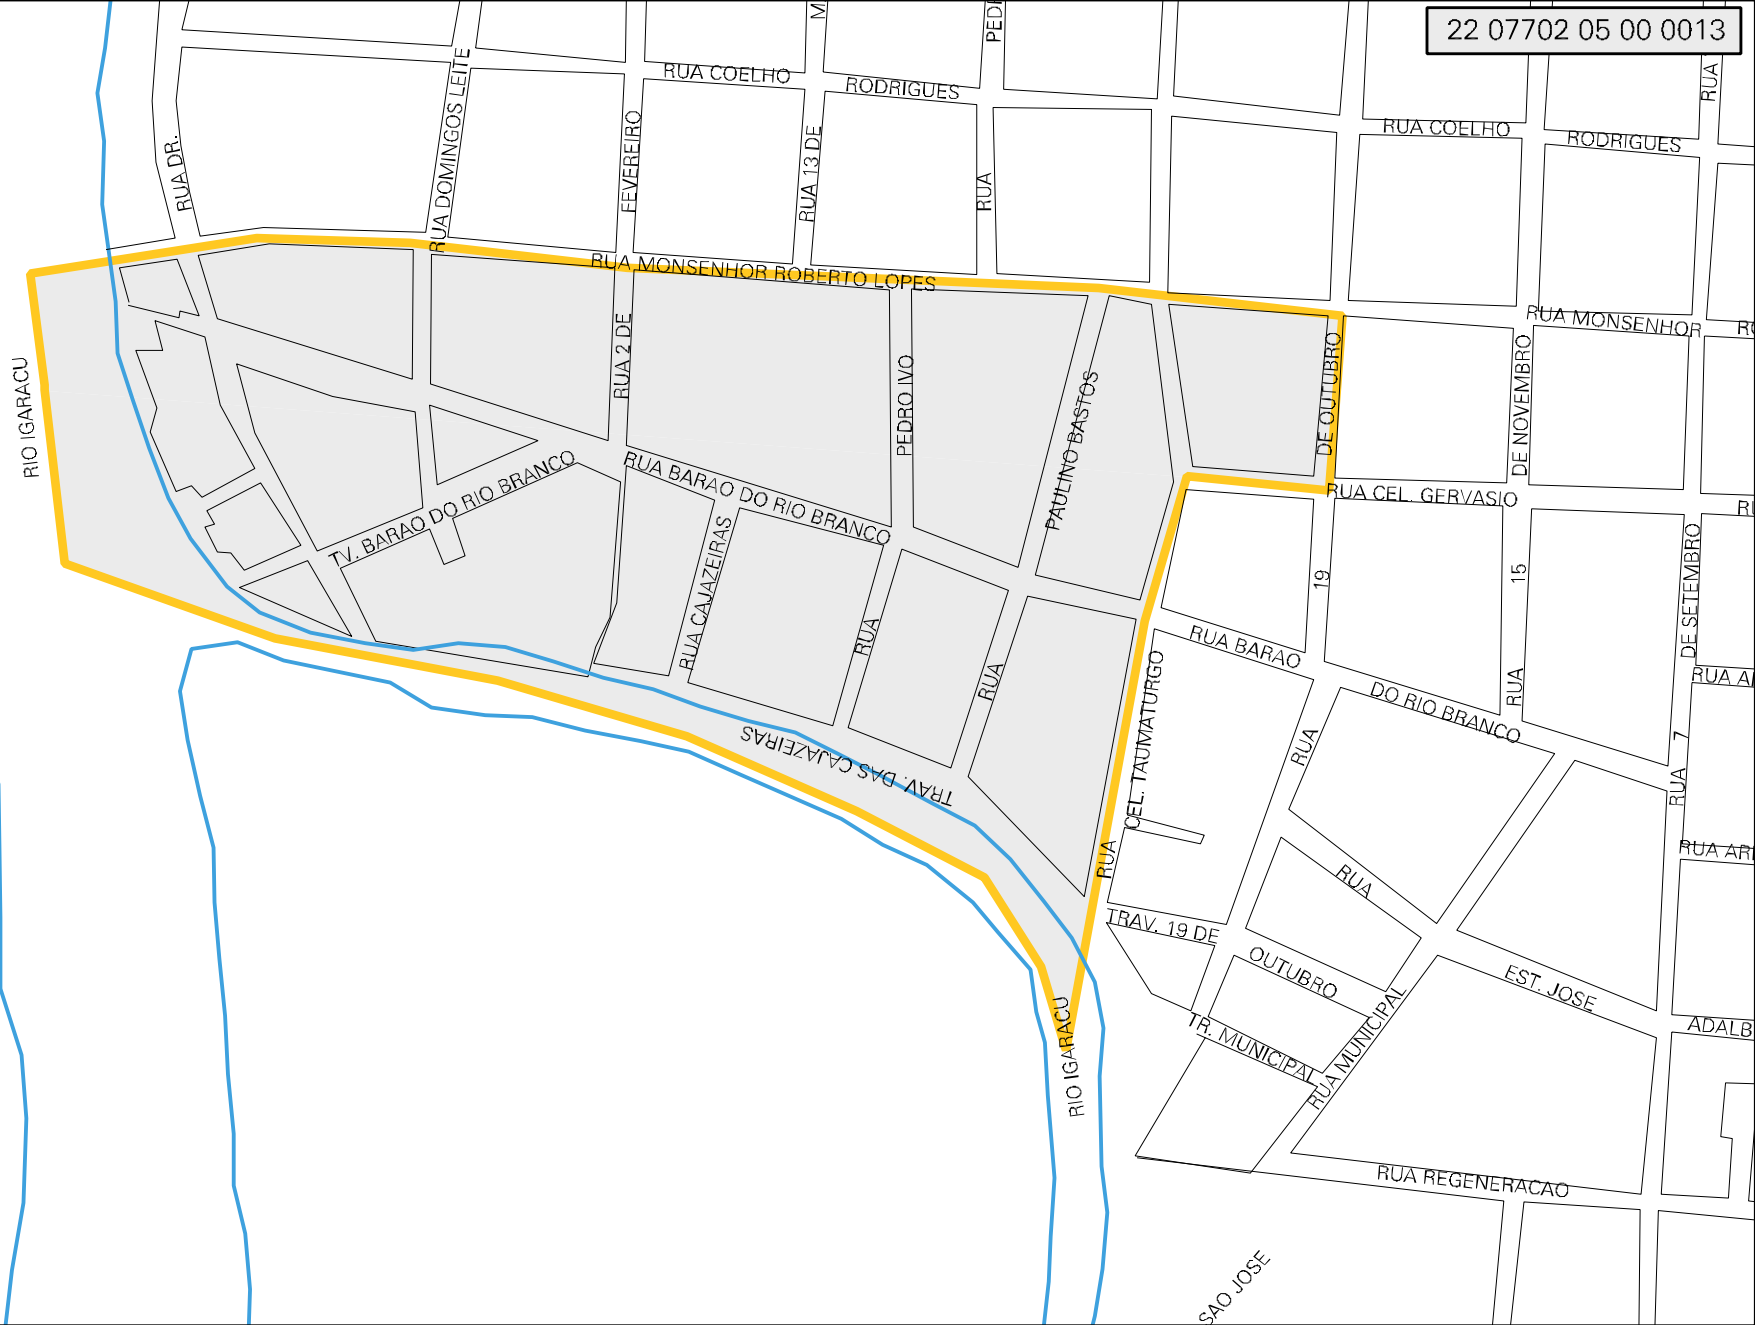 22 07702 05 00 0013
M
PEDR
RUA
RUA COELHO
RODRIGUES
RUA COELHO
RODRIGUES
RUA DR.
RUA DOMINGOS LEITE
FEVEREIRO
RUA 13 DE
RUA
RUA MONSENHOR ROBERTO LOPES
RUA MONSENHOR
RIO IGARACU
RUA 2 DE
PEDRO IVO
PAULINO BASTOS
DE OUTUBRO
DE NOVEMBRO
TV. BARAO DO RIO BRANCO
RUA BARAO DO RIO BRANCO
RUA CEL. GERVASIO
RUA CAJAZEIRAS
RUA
RUA
19
15
DE SETEMBRO
RUA BARAO
DO RIO BRANCO
RUA
RUA AR
TRAV. DAS CAJAZEIRAS
RUA
CEL. TAUMATURGO
RUA
RUA 7
RUA ARI
RUA
TRAV. 19 DE
OUTUBRO
EST. JOSE
ADALB
TR. MUNICIPAL
RUA MUNICIPAL
RIO IGARACU
RUA REGENERACAO
SAO JOSE